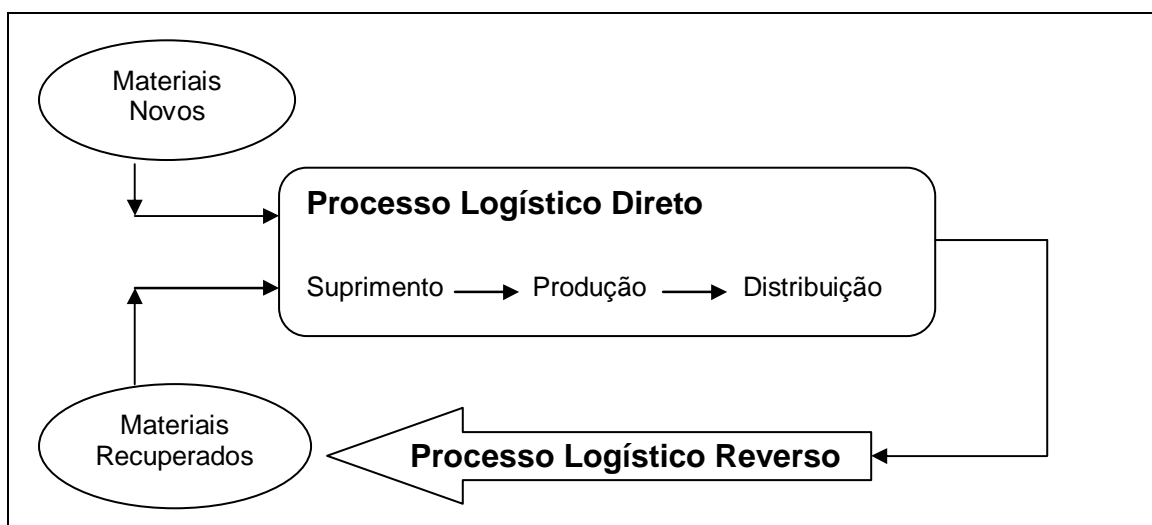 Materiais
Novos
Processo Logístico Direto
Suprimento Produção Distribuição
Materiais
Recuperados
Processo Logístico Reverso